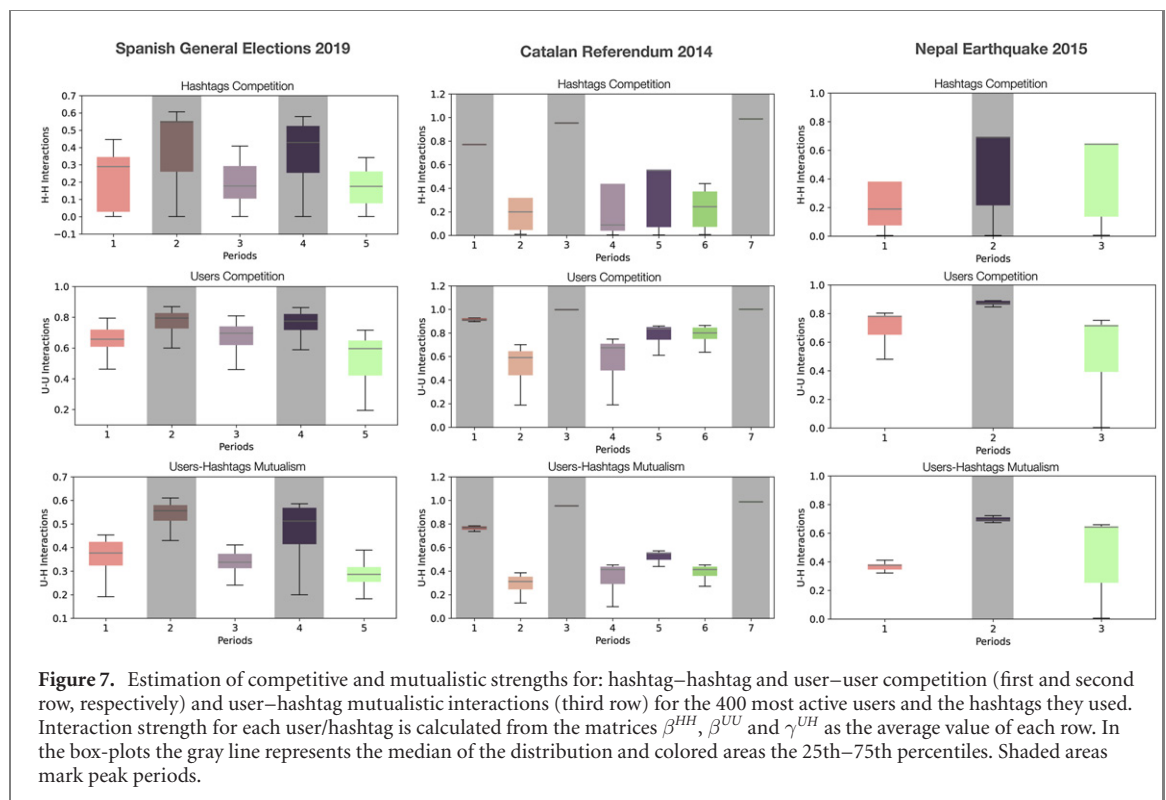 Spanish General Elections 2019
Catalan Referendum 2014
Nepal Earthquake 2015
Hashtags Competition
H-H Interactions
0.7
0.6
0.5
0.4
0.3
0.2
0.1
0.0
−0.1
1 2 3 4 5
Periods
Hashtags Competition
H-H Interactions
1.2
1.0
0.8
0.6
0.4
0.2
0.0
1 2 3 4 5 6 7
Periods
Hashtags Competition
H-H Interactions
1.0
0.8
0.6
0.4
0.2
0.0
1 2 3
Periods
Users Competition
U-U Interactions
1.0
0.8
0.6
0.4
0.2
1 2 3 4 5
Periods
Users Competition
U-U Interactions
1.2
1.0
0.8
0.6
0.4
0.2
0.0
1 2 3 4 5 6 7
Periods
Users Competition
U-U Interactions
1.0
0.8
0.6
0.4
0.2
0.0
1 2 3
Periods
Users-Hashtags Mutualism
U-H Interactions
0.7
0.6
0.5
0.4
0.3
0.2
0.1
1 2 3 4 5
Periods
Users-Hashtags Mutualism
U-H Interactions
1.2
1.0
0.8
0.6
0.4
0.2
0.0
1 2 3 4 5 6 7
Periods
Users-Hashtags Mutualism
U-H Interactions
1.0
0.8
0.6
0.4
0.2
0.0
1 2 3
Periods
Figure 7. Estimation of competitive and mutualistic strengths for: hashtag–hashtag and user–user competition (first and second
row, respectively) and user–hashtag mutualistic interactions (third row) for the 400 most active users and the hashtags they used.
Interaction strength for each user/hashtag is calculated from the matrices β^HH, β^UU and γ^UH as the average value of each row. In
the box-plots the gray line represents the median of the distribution and colored areas the 25th–75th percentiles. Shaded areas
mark peak periods.